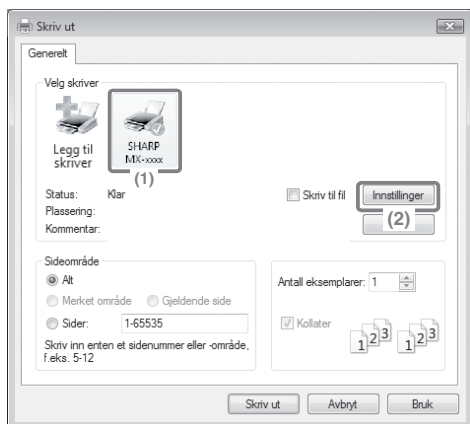 Skriv ut
Generelt
Velg skriver
Legg til
skriver
SHARP
MX-xxxx
(1)
Status: Klar
Skriv til fil
Innstillinger
Plassering:
(2)
Kommentar:
Sideområde
Alt
Merket område
Gjeldende side
Sider: 1-65535
Skriv inn enten et sidenummer eller -område,
f.eks. 5-12
Antall eksemplarer: 1
Kollater
1 2 3 1 2 3
Skriv ut
Avbryt
Bruk